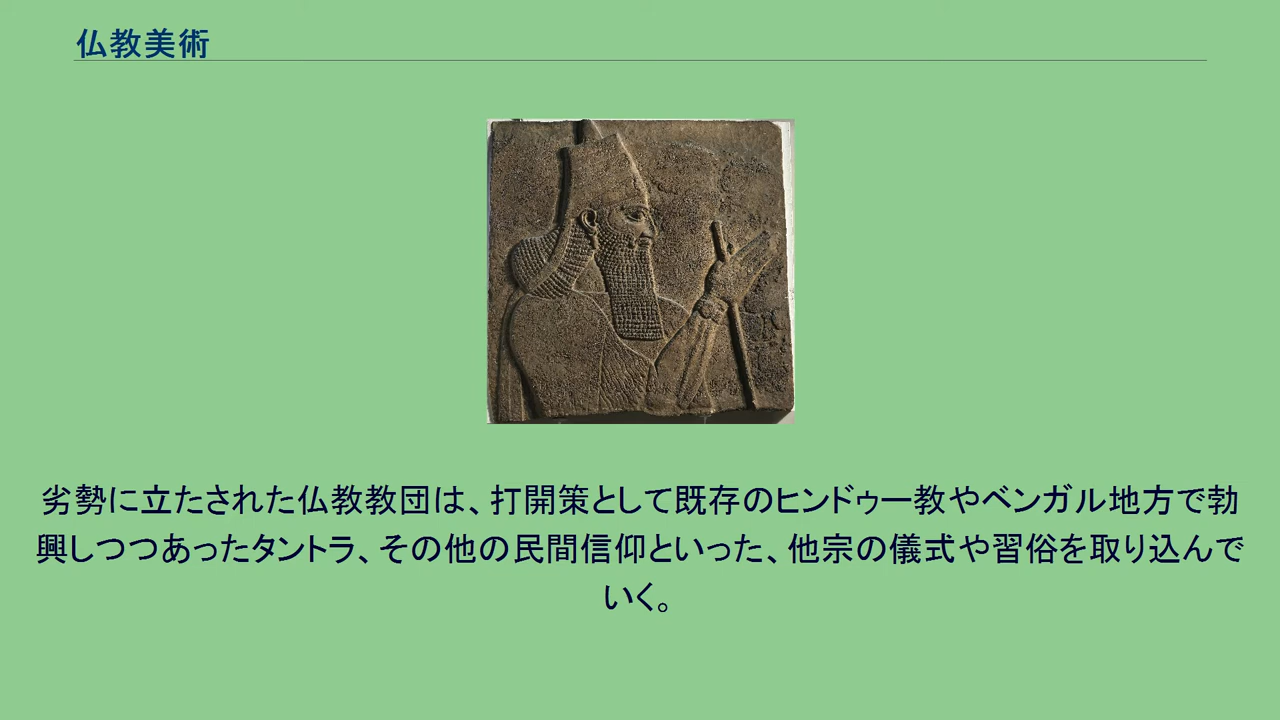 仏教美術
劣勢に立たされた仏教教団は、打開策として既存のヒンドゥー教やベンガル地方で勃
興しつつあったタントラ、その他の民間信仰といった、他宗の儀式や習俗を取り込んで
いく。